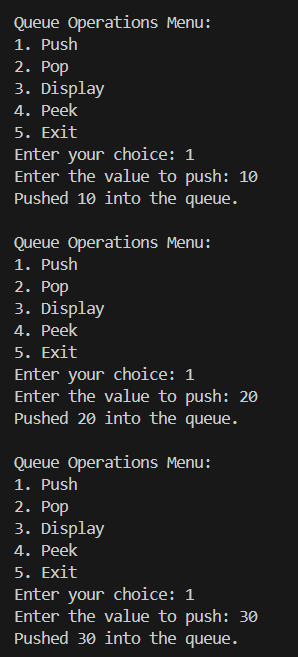 Queue Operations Menu:
1. Push
2. Pop
3. Display
4. Peek
5. Exit
Enter your choice: 1
Enter the value to push: 10
Pushed 10 into the queue.

Queue Operations Menu:
1. Push
2. Pop
3. Display
4. Peek
5. Exit
Enter your choice: 1
Enter the value to push: 20
Pushed 20 into the queue.

Queue Operations Menu:
1. Push
2. Pop
3. Display
4. Peek
5. Exit
Enter your choice: 1
Enter the value to push: 30
Pushed 30 into the queue.